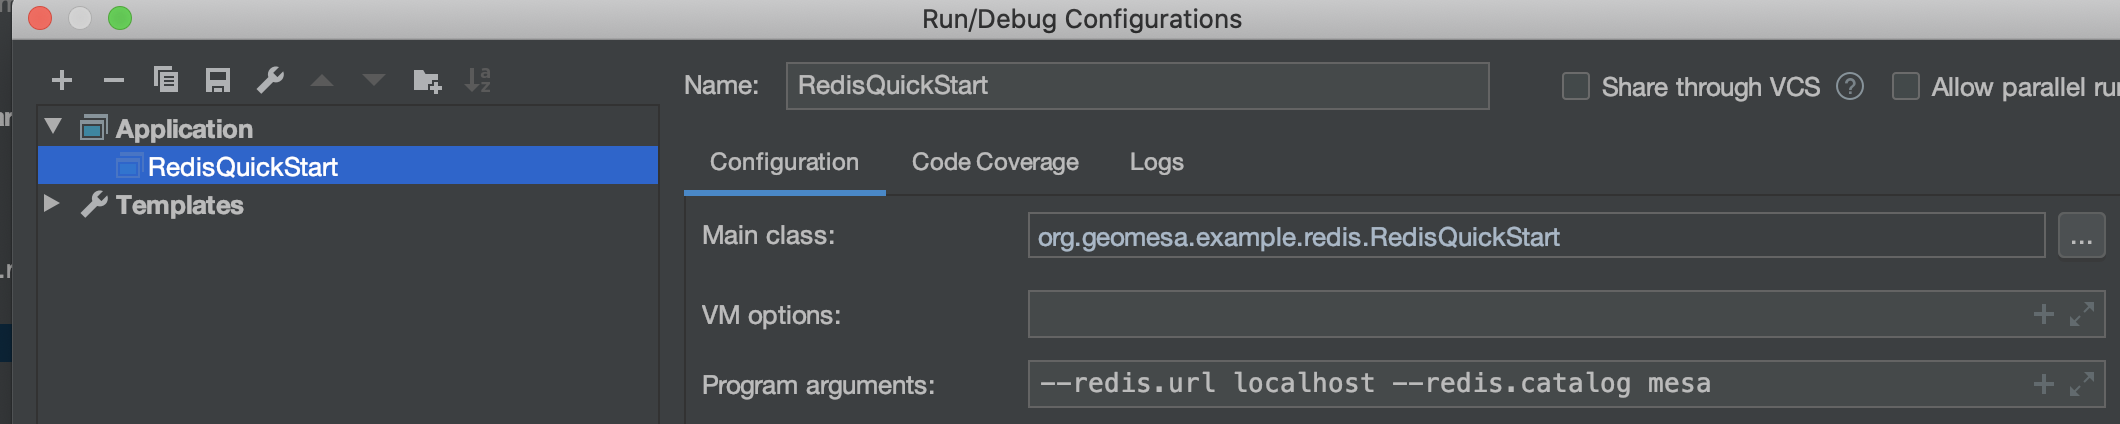 Run/Debug Configurations
Name: RedisQuickStart Share through VCS ? Allow parallel
Application
RedisQuickStart
Templates
Configuration Code Coverage Logs
Main class: org.geomesa.example.redis.RedisQuickStart ...
VM options:
Program arguments: --redis.url localhost --redis.catalog mesa